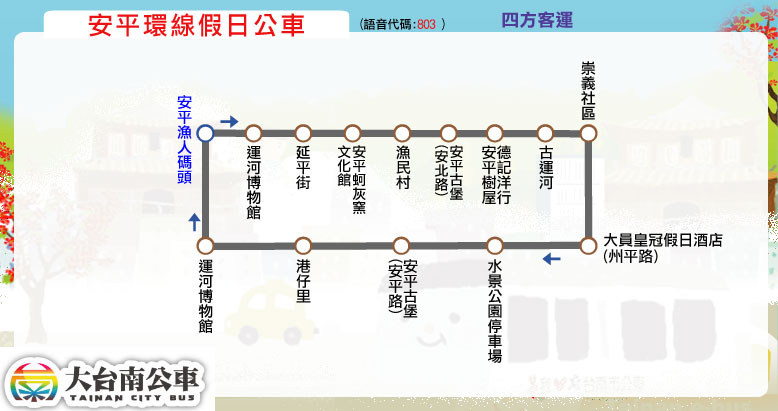 安平環線假日公車
(語音代碼:803 )
四方客運
崇義社區
安平漁人碼頭
運河博物館
延平街
安平蚵灰窯
文化館
漁民村
安平古堡
(安北路)
德記洋行
安平樹屋
古運河
大員皇冠假日酒店
(州平路)
運河博物館
港仔里
安平古堡
(安平路)
水景公園停車場
大台南公車
TAINAN CITY BUS